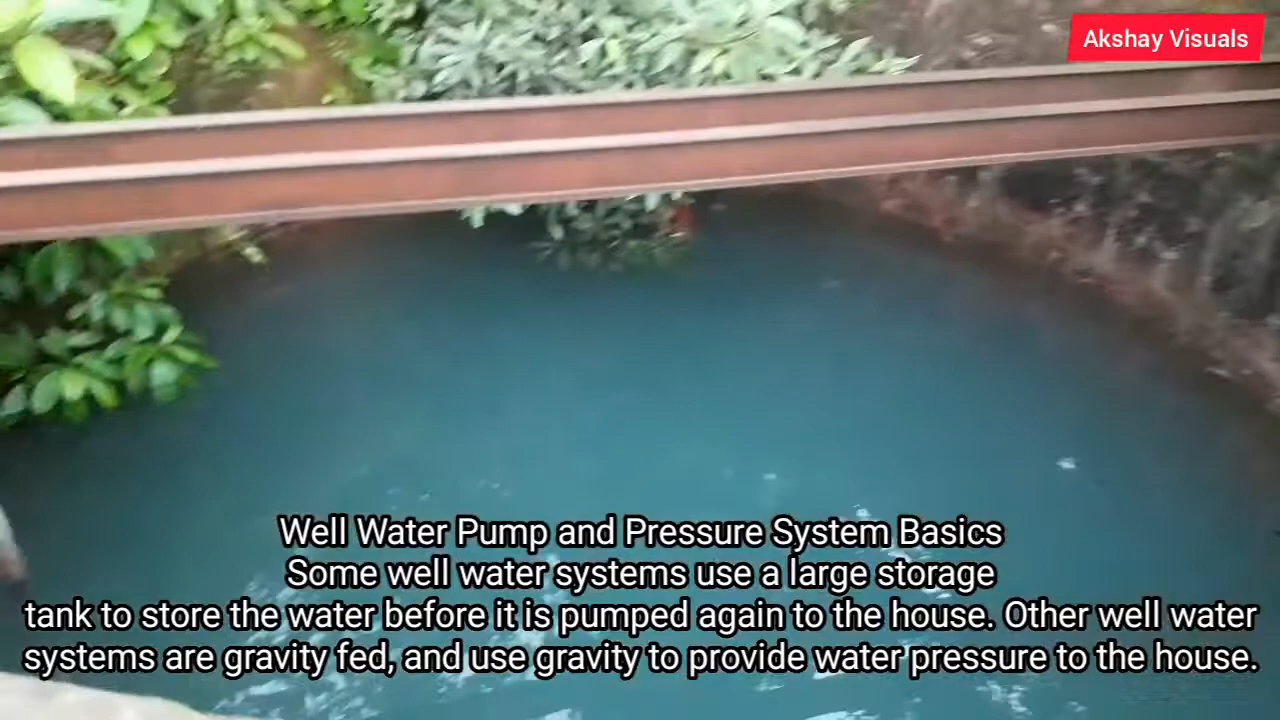 Akshay Visuals
Well Water Pump and Pressure System Basics
Some well water systems use a large storage
tank to store the water before it is pumped again to the house. Other well water
systems are gravity fed, and use gravity to provide water pressure to the house.